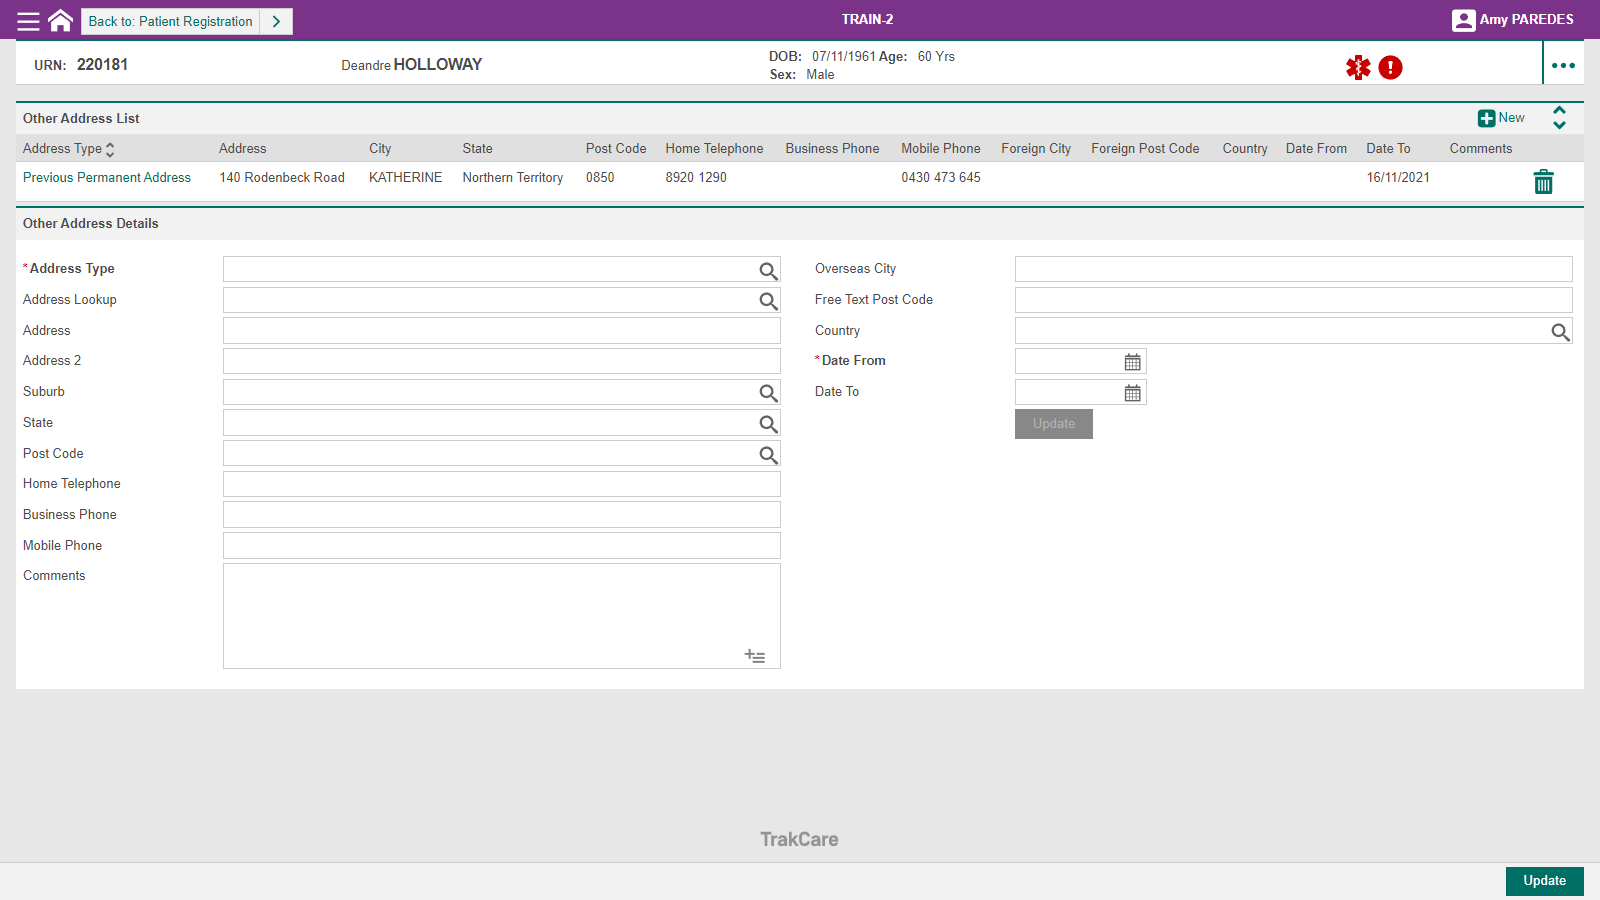 Back to: Patient Registration
TRAIN-2
Amy PAREDES
URN: 220181
Deandre HOLLOWAY
DOB: 07/11/1961 Age: 60 Yrs
Sex: Male
Other Address List
New
Address Type Address City State Post Code Home Telephone Business Phone Mobile Phone Foreign City Foreign Post Code Country Date From Date To Comments
Previous Permanent Address 140 Rodenbeck Road KATHERINE Northern Territory 0850 8920 1290 0430 473 645 16/11/2021
Other Address Details
*Address Type
Overseas City
Address Lookup
Free Text Post Code
Address
Country
Address 2
*Date From
Suburb
Date To
State
Update
Post Code
Home Telephone
Business Phone
Mobile Phone
Comments
TrakCare
Update